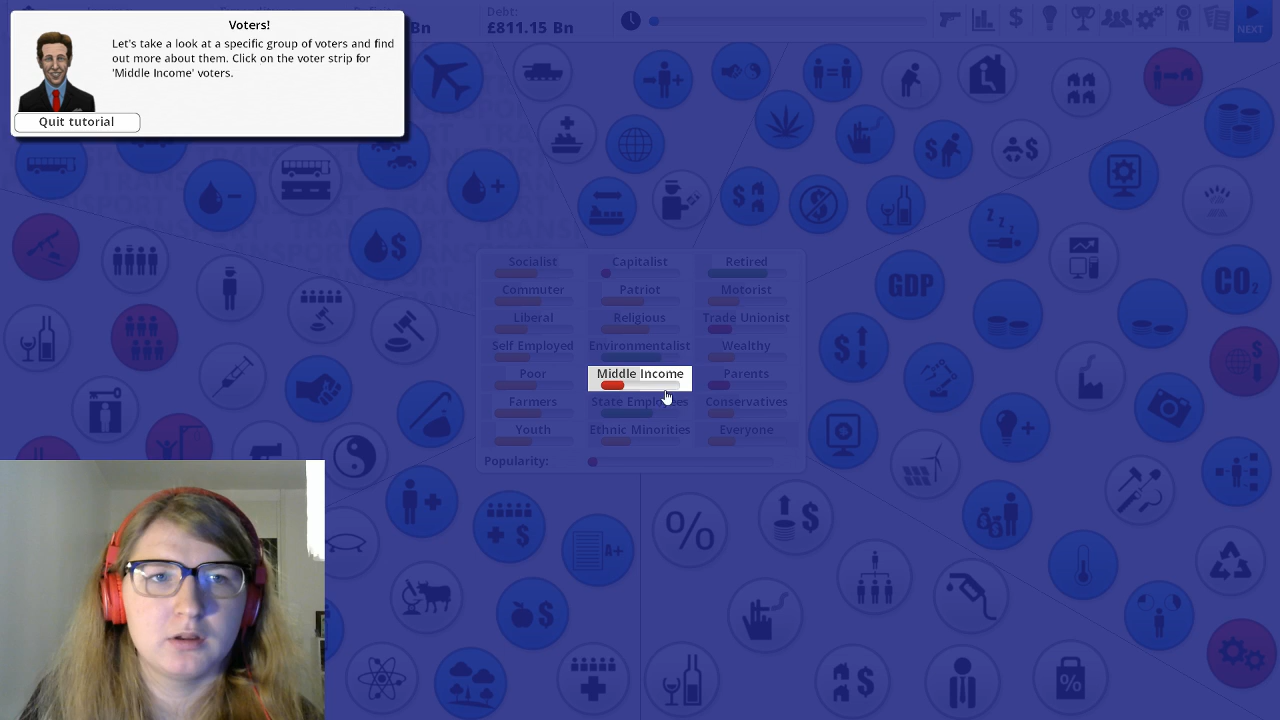 Voters!
Let's take a look at a specific group of voters and find
out more about them. Click on the voter strip for
'Middle Income' voters.
Quit tutorial
Bn
Debt:
£811.15 Bn
NEXT
Socialist
Capitalist
Retired
Commuter
Patriot
Motorist
Liberal
Religious
Trade Unionist
Self Employed
Environmentalist
Wealthy
Poor
Middle Income
Parents
Farmers
State Employees
Conservatives
Youth
Ethnic Minorities
Everyone
Popularity:
GDP
CO₂
A+